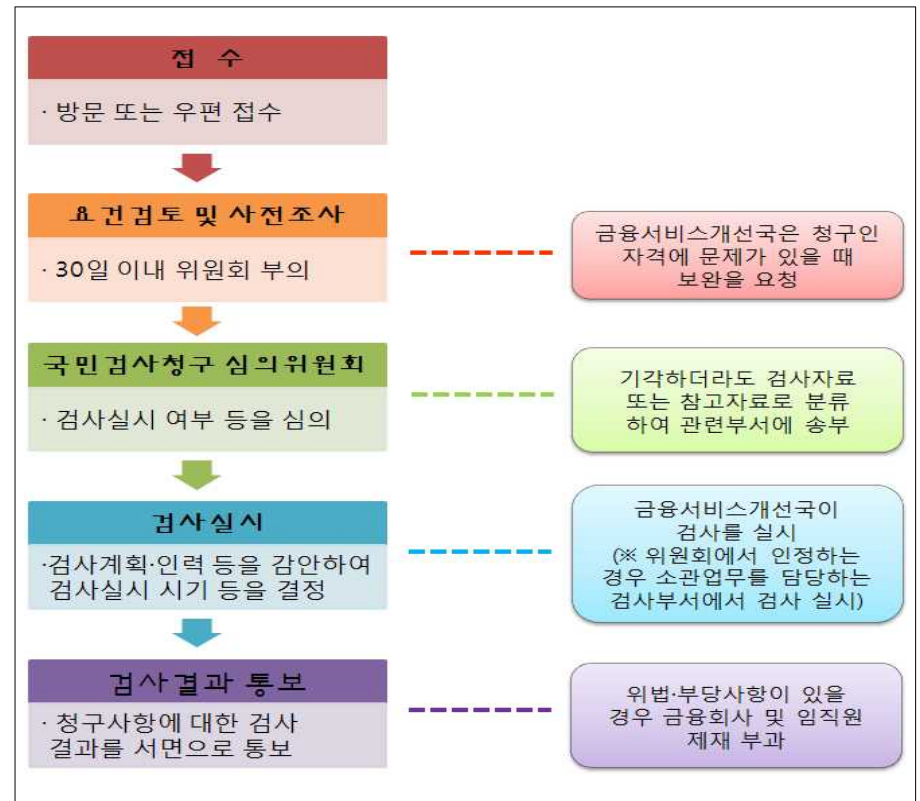 접 수
· 방문 또는 우편 접수
요건검토 및 사전조사
· 30일 이내 위원회 부의
금융서비스개선국은 청구인
자격에 문제가 있을 때
보완을 요청
국민검사청구 심의위원회
· 검사실시 여부 등을 심의
기각하더라도 검사자료
또는 참고자료로 분류
하여 관련부서에 송부
검사실시
·검사계획·인력 등을 감안하여
검사실시 시기 등을 결정
금융서비스개선국이
검사를 실시
(※ 위원회에서 인정하는
경우 소관업무를 담당하는
검사부서에서 검사 실시)
검사결과 통보
· 청구사항에 대한 검사
결과를 서면으로 통보
위법·부당사항이 있을
경우 금융회사 및 임직원
제재 부과